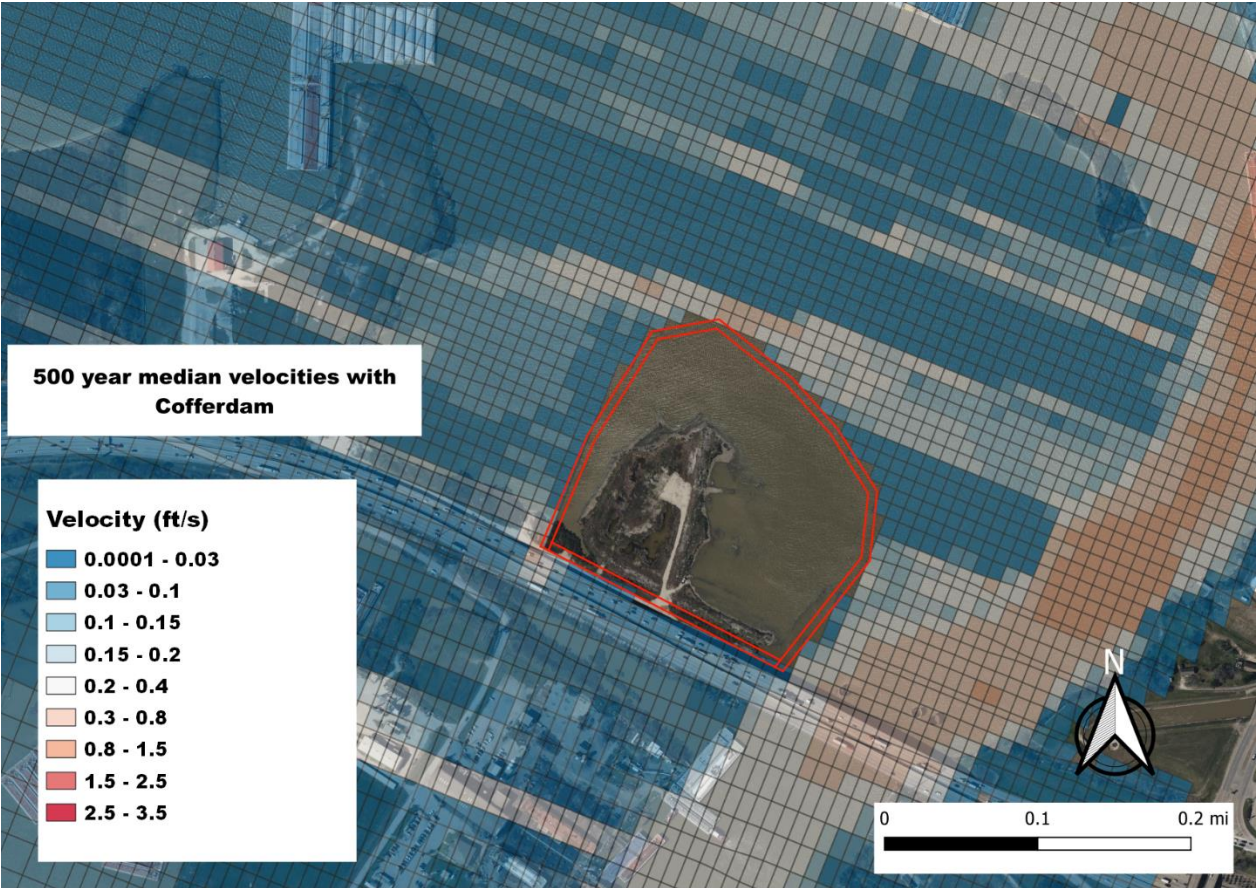 500 year median velocities with
Cofferdam
Velocity (ft/s)
0.0001 - 0.03
0.03 - 0.1
0.1 - 0.15
0.15 - 0.2
0.2 - 0.4
0.3 - 0.8
0.8 - 1.5
1.5 - 2.5
2.5 - 3.5
N
0 0.1 0.2 mi